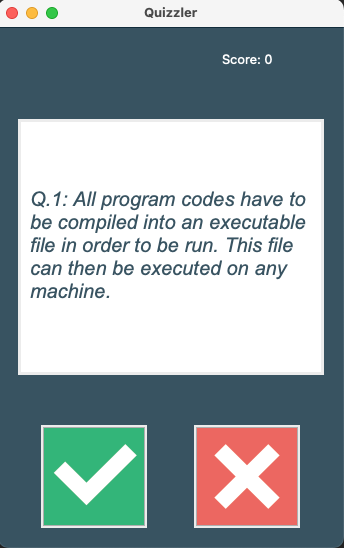 Quizzler
Score: 0
Q.1: All program codes have to
be compiled into an executable
file in order to be run. This file
can then be executed on any
machine.